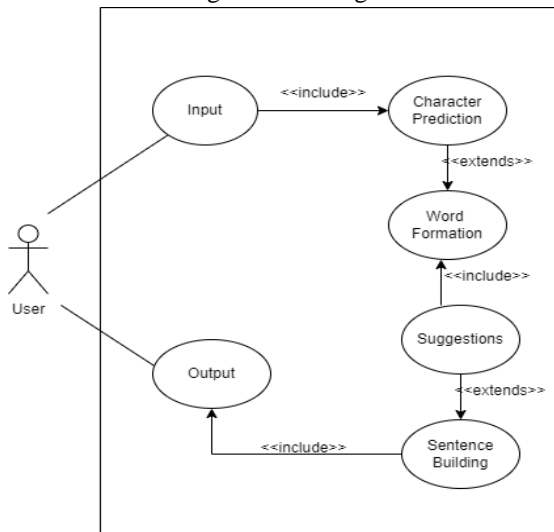 <<include>>
Input
Character
Prediction
<<extends>>
Word
Formation
<<include>>
User
Suggestions
Output
<<extends>>
<<include>>
Sentence
Building